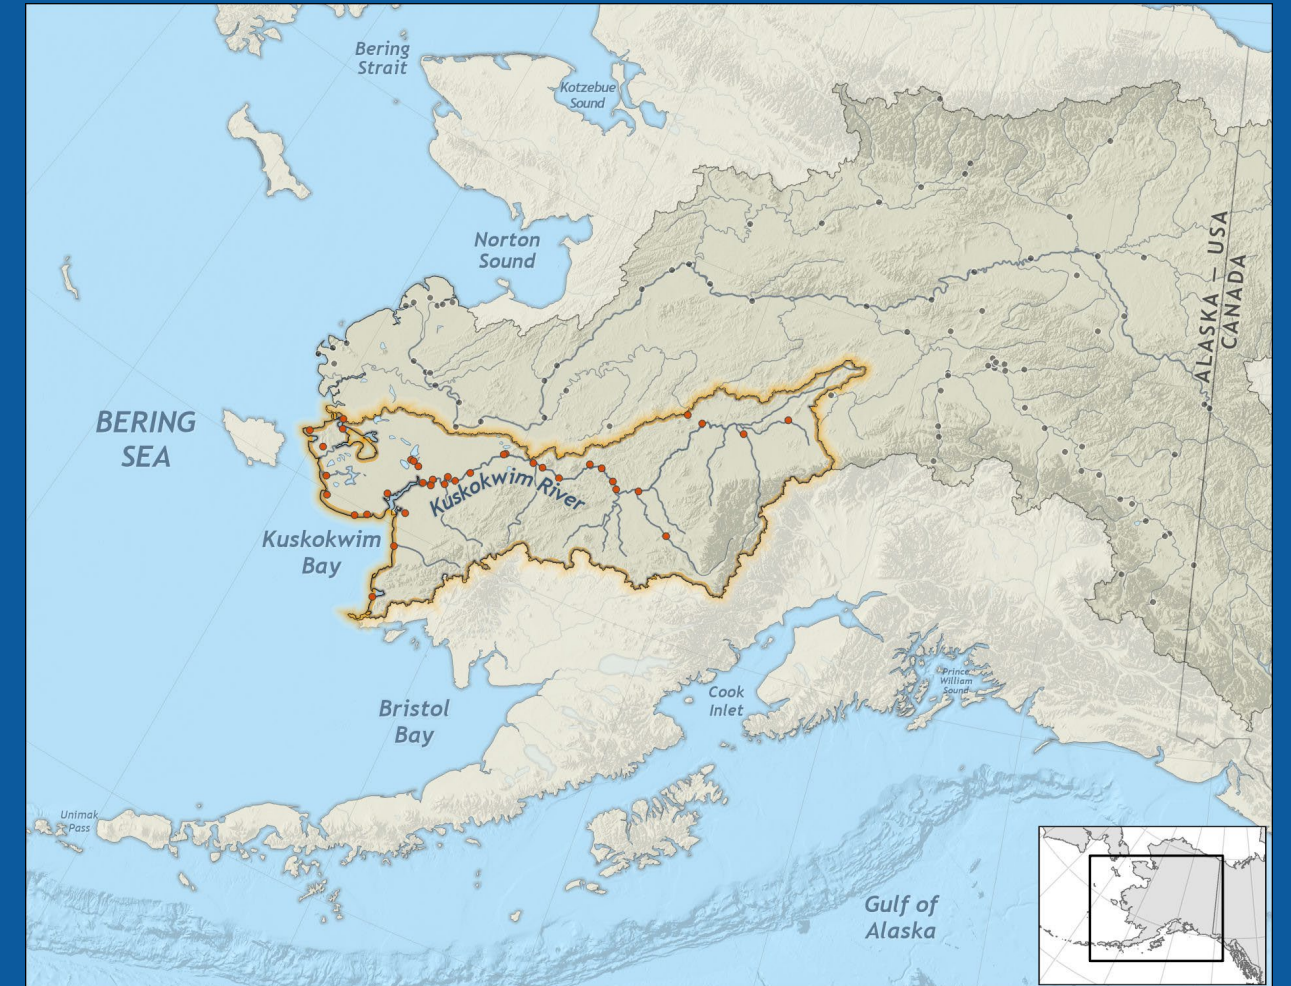 Bering
Strait
Kotzebue
Sound
Norton
Sound
ALASKA — USA
CANADA
BERING
SEA
Kuskokwim River
Kuskokwim
Bay
Prince
William
Sound
Cook
Inlet
Bristol
Bay
Unimak
Pass
Gulf of
Alaska